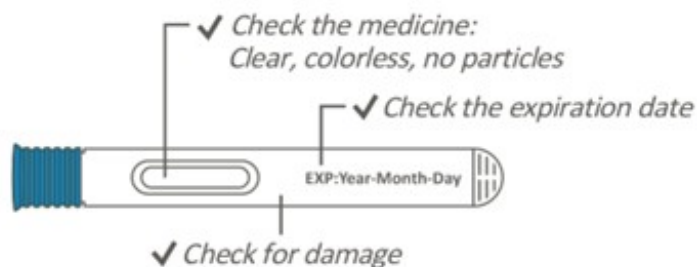 ✔ Check the medicine:
Clear, colorless, no particles
✔ Check the expiration date
EXP:Year-Month-Day
✔ Check for damage